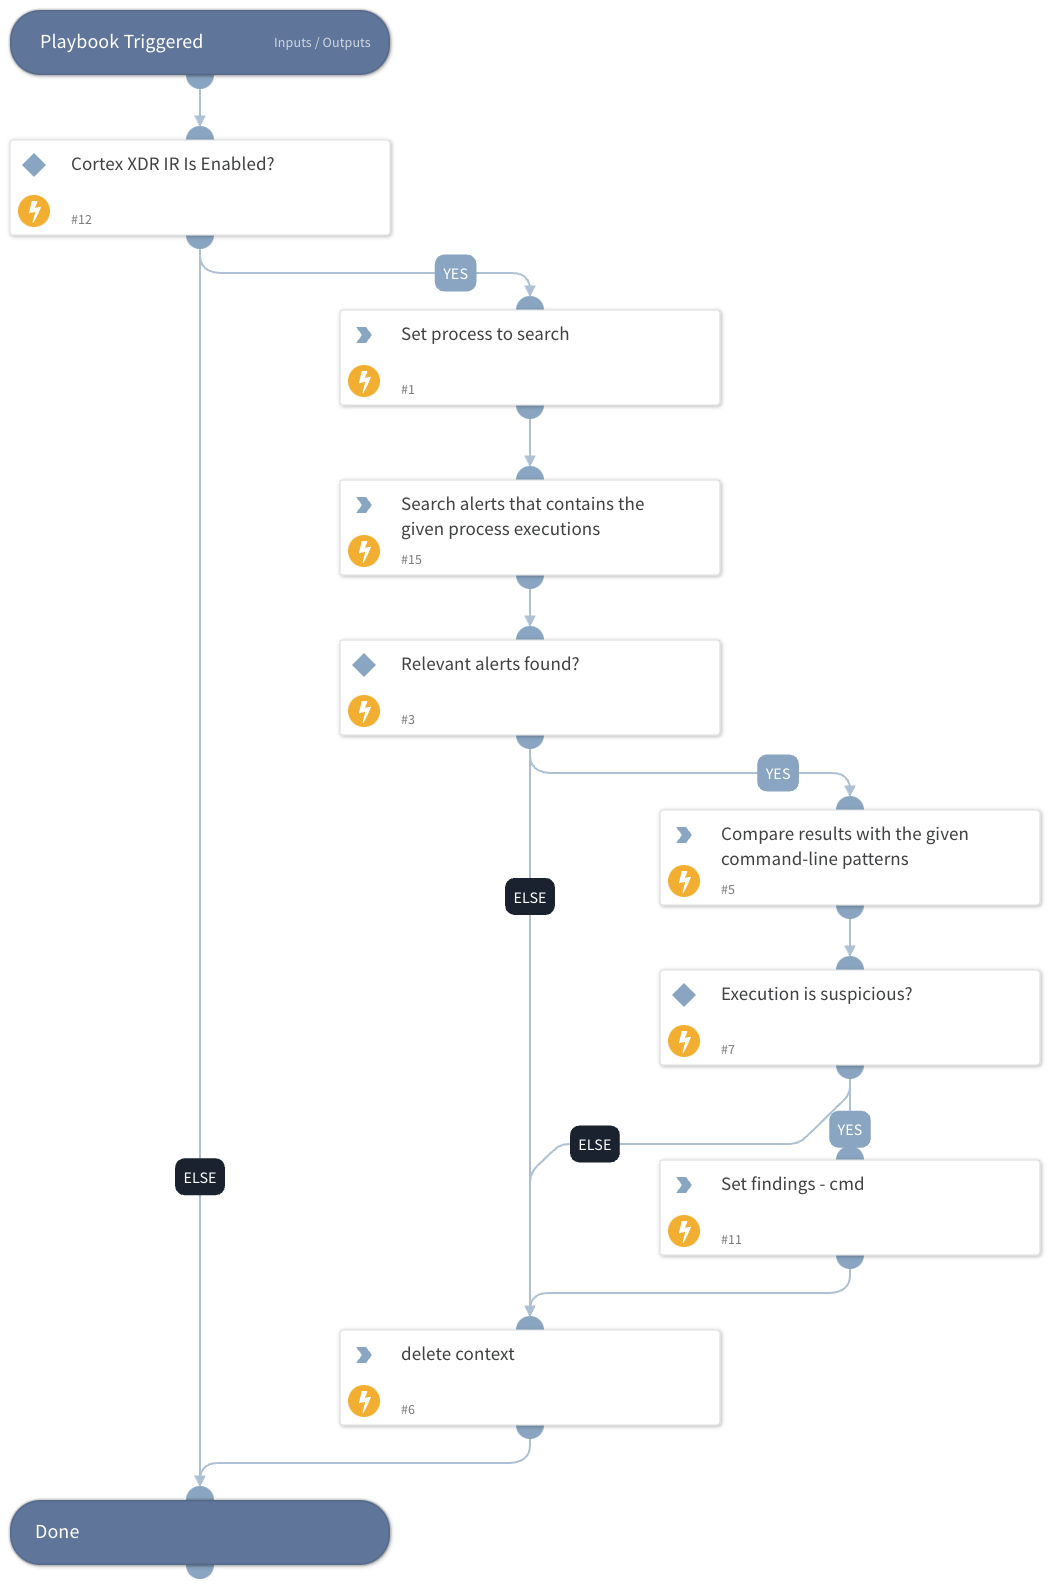 Playbook Triggered
Inputs / Outputs
Cortex XDR IR Is Enabled?
#12
YES
Set process to search
#1
Search alerts that contains the
given process executions
#15
Relevant alerts found?
#3
YES
Compare results with the given
command-line patterns
#5
ELSE
Execution is suspicious?
#7
YES
ELSE
ELSE
Set findings - cmd
#11
delete context
#6
Done